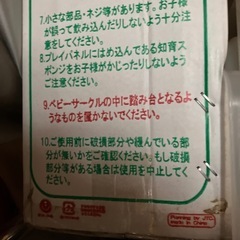 7.小さな部品・ネジ等があります。お子様
が誤って飲み込んだりしないよう十分注
意をしてください。
8.プレイパネルにはめ込んである知育ス
ポンジをお子様がかじったりしないよう
ご注意ください。
9.ベビーサークルの中に踏み台となるよ
うなものを置かないでください。
10.ご使用前に破損部分や緩んでいる部
分が無いかをご確認ください。もし破損
部分等がある場合は使用を中止してく
ださい。
Planning by JTC
made in China